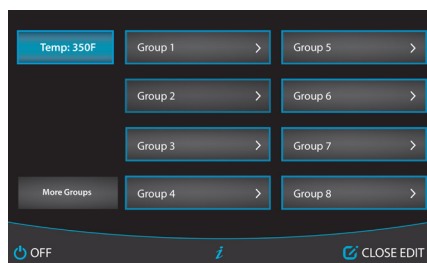 Temp: 350F
Group 1
Group 5
Group 2
Group 6
Group 3
Group 7
More Groups
Group 4
Group 8
OFF
i
CLOSE EDIT